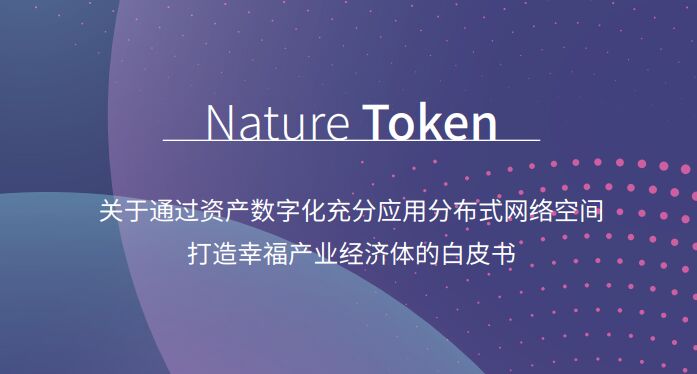 Nature Token
关于通过资产数字化充分应用分布式网络空间
打造幸福产业经济体的白皮书